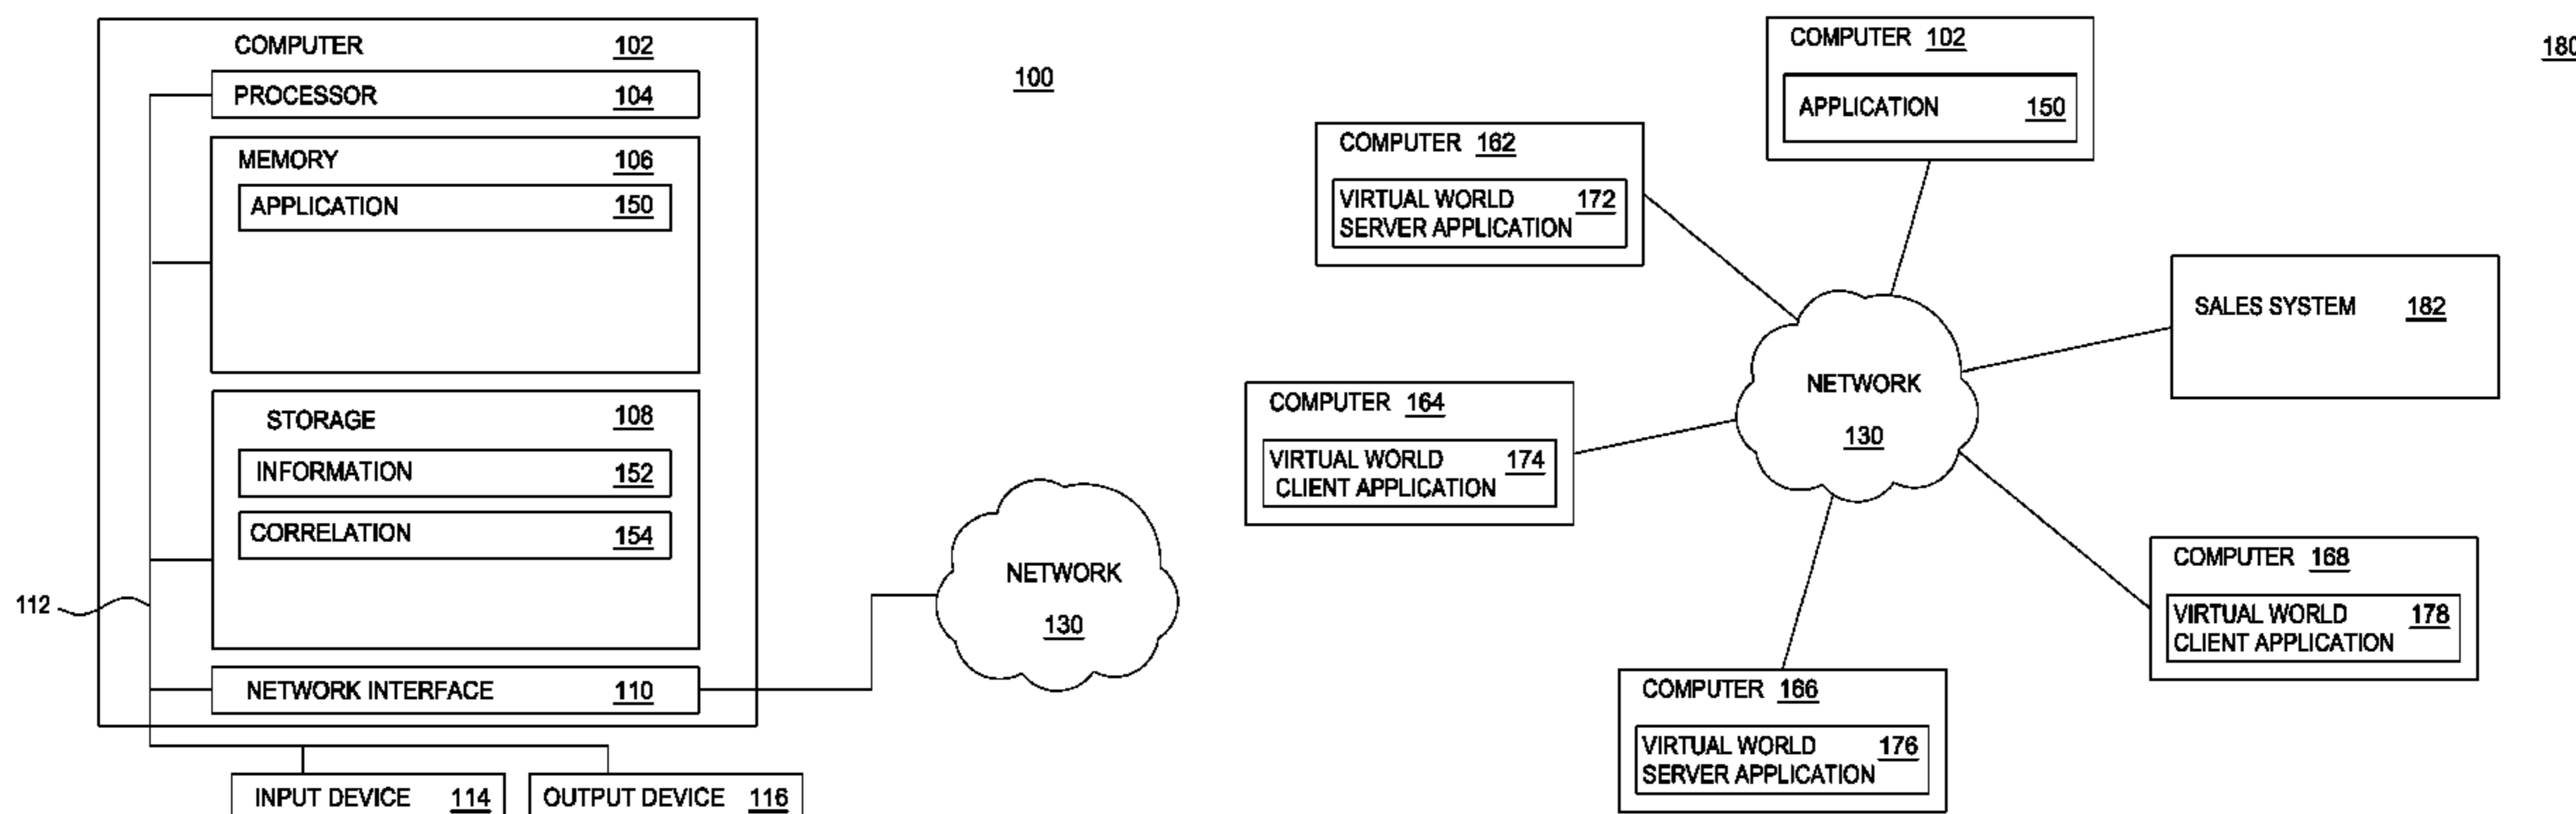 COMPUTER 102
PROCESSOR 104
MEMORY 106
APPLICATION 150
STORAGE 108
INFORMATION 152
CORRELATION 154
NETWORK INTERFACE 110
112
INPUT DEVICE 114
OUTPUT DEVICE 116
100
NETWORK
130
COMPUTER 102
APPLICATION 150
180
COMPUTER 162
VIRTUAL WORLD 172
SERVER APPLICATION
SALES SYSTEM 182
NETWORK
130
COMPUTER 164
VIRTUAL WORLD 174
CLIENT APPLICATION
COMPUTER 168
VIRTUAL WORLD 178
CLIENT APPLICATION
COMPUTER 166
VIRTUAL WORLD 176
SERVER APPLICATION